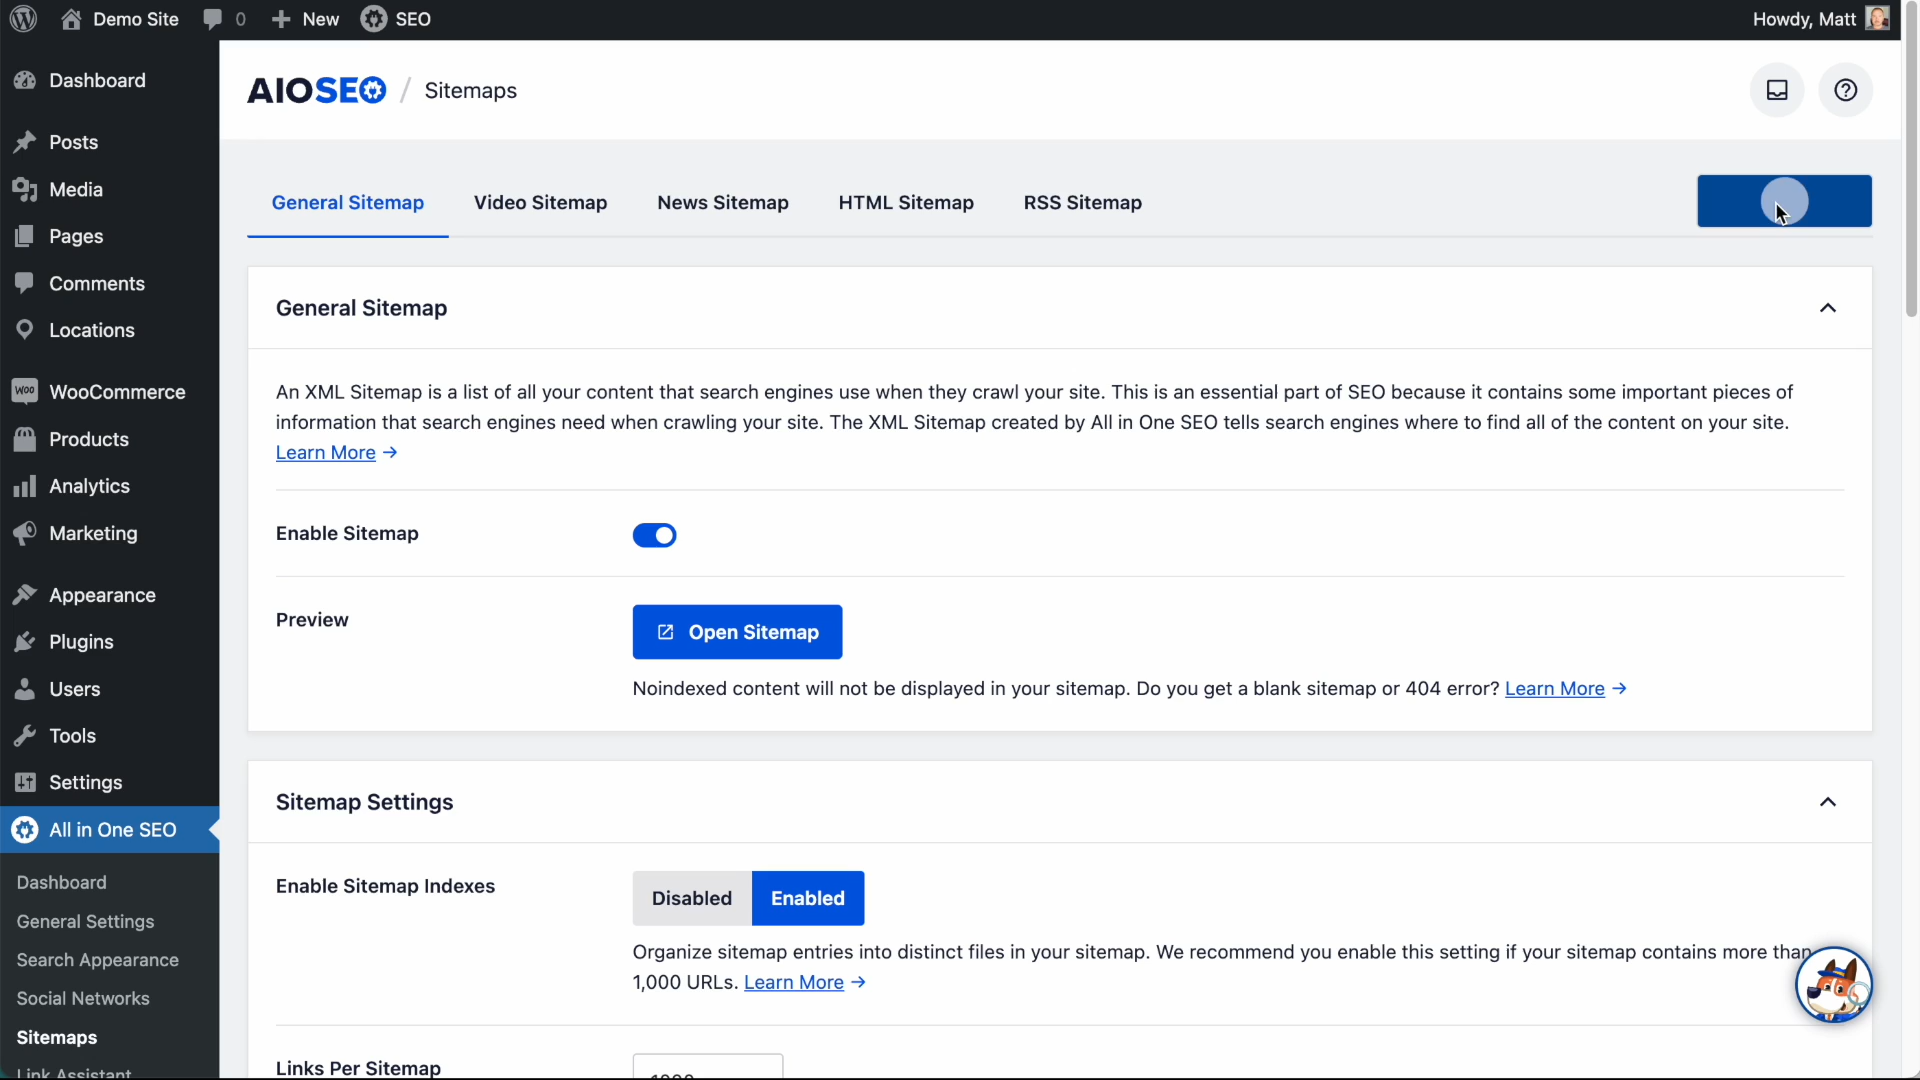 Demo Site 0 New SEO Howdy, Matt
Dashboard
Posts
Media
Pages
Comments
Locations
WOO WooCommerce
Products
Analytics
Marketing
Appearance
Plugins
Users
Tools
Settings
All in One SEO
Dashboard
General Settings
Search Appearance
Social Networks
Sitemaps
Link Assistant
AIOSEO / Sitemaps
General Sitemap Video Sitemap News Sitemap HTML Sitemap RSS Sitemap
General Sitemap
An XML Sitemap is a list of all your content that search engines use when they crawl your site. This is an essential part of SEO because it contains some important pieces of
information that search engines need when crawling your site. The XML Sitemap created by All in One SEO tells search engines where to find all of the content on your site.
Learn More →
Enable Sitemap
Preview
Open Sitemap
Noindexed content will not be displayed in your sitemap. Do you get a blank sitemap or 404 error? Learn More →
Sitemap Settings
Enable Sitemap Indexes
Disabled Enabled
Organize sitemap entries into distinct files in your sitemap. We recommend you enable this setting if your sitemap contains more than
1,000 URLs. Learn More →
Links Per Sitemap